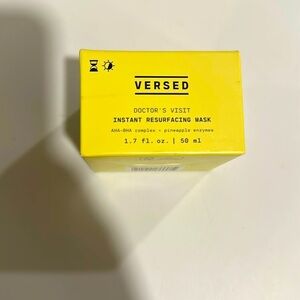 VERSED
DOCTOR'S VISIT
INSTANT RESURFACING MASK
AHA-BHA complex + pineapple enzymes
1.7 fl. oz. | 50 ml